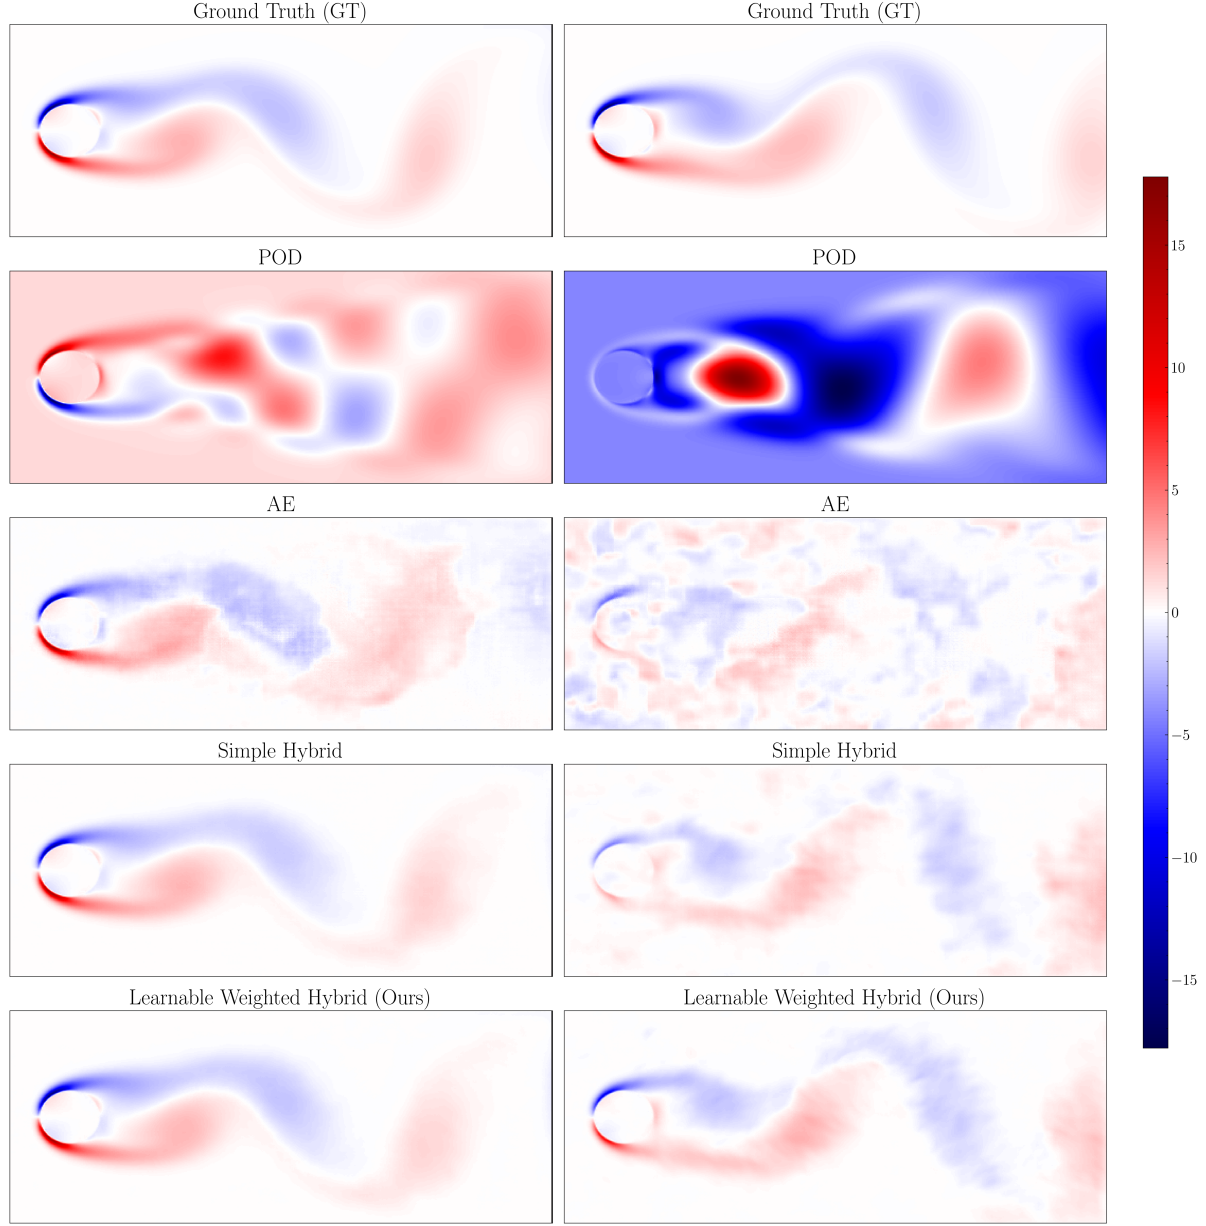 Ground Truth (GT)
Ground Truth (GT)
POD
POD
AE
AE
Simple Hybrid
Simple Hybrid
Learnable Weighted Hybrid (Ours)
Learnable Weighted Hybrid (Ours)
15
10
5
0
−5
−10
−15